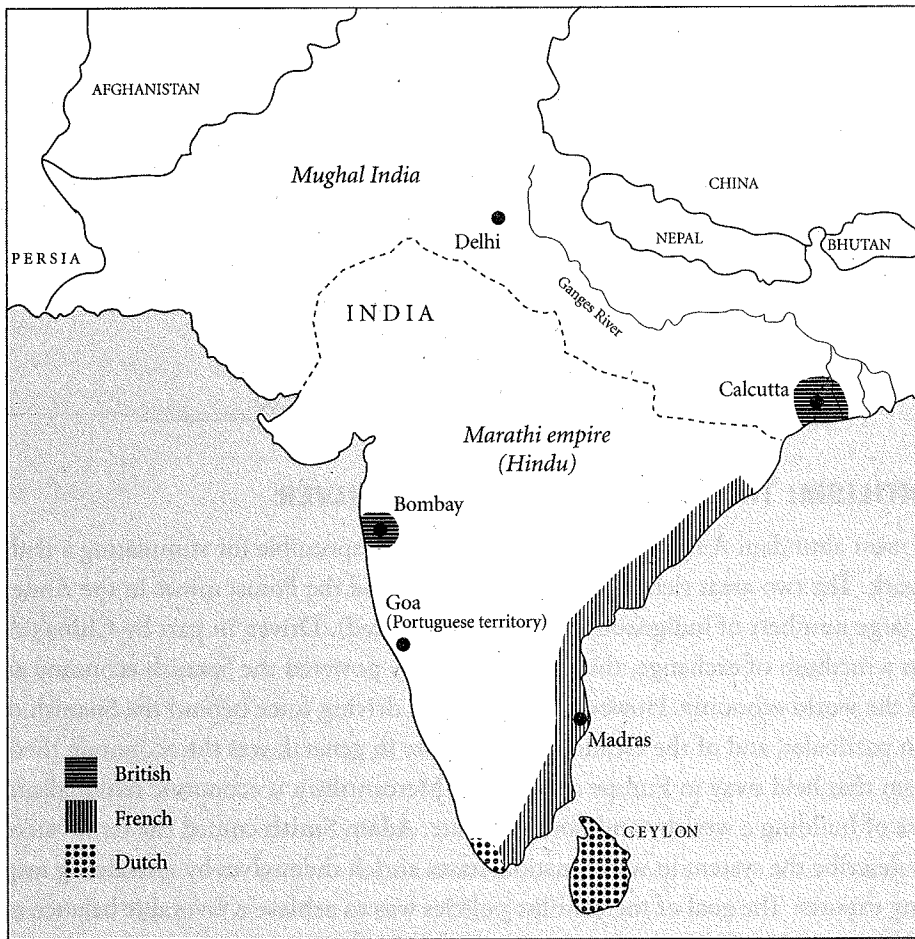 AFGHANISTAN
Mughal India
CHINA
Delhi
NEPAL
BHUTAN
PERSIA
Ganges River
INDIA
Calcutta
Marathi empire
(Hindu)
Bombay
Goa
(Portuguese territory)
Madras
British
French
Dutch
CEYLON